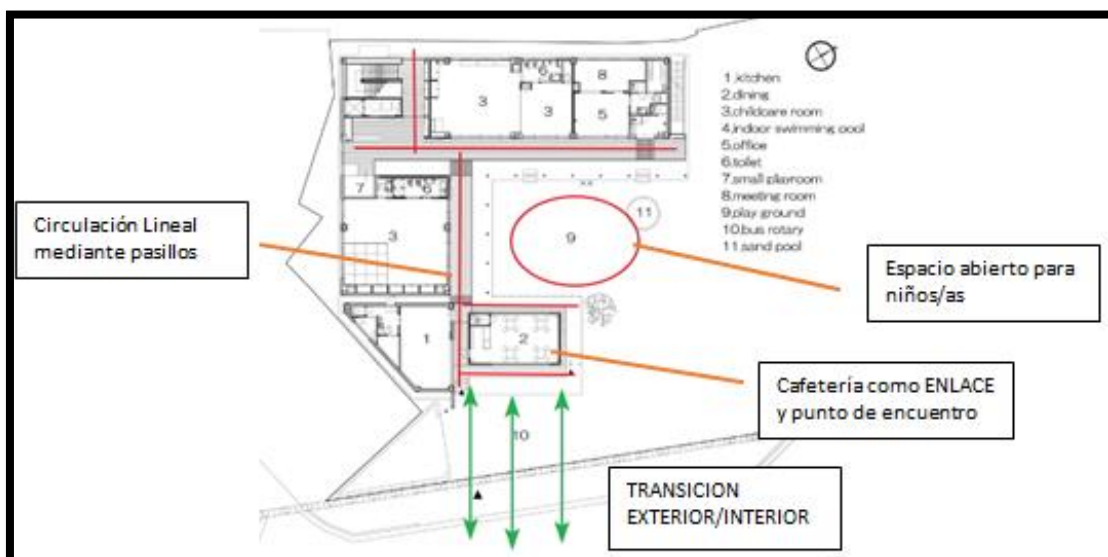 1.kitchen
2.dining
3.childcare room
4.indoor swimming pool
5.office
6.toilet
7.small playroom
8.meeting room
9.play ground
10.bus rotary
11.sand pool
6
8
3
3
5
7
6
3
9
11
1
2
10
Circulación Lineal
mediante pasillos
Espacio abierto para
niños/as
Cafetería como ENLACE
y punto de encuentro
TRANSICION
EXTERIOR/INTERIOR